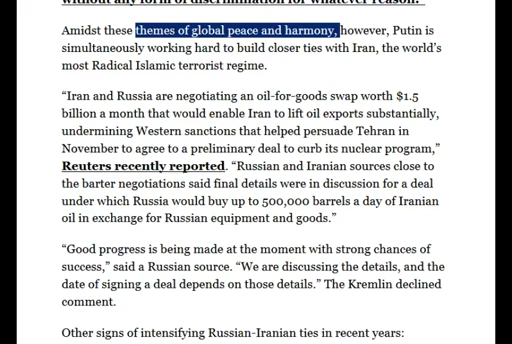 without any form of discrimination for whatever reason."
Amidst these themes of global peace and harmony, however, Putin is
simultaneously working hard to build closer ties with Iran, the world's
most Radical Islamic terrorist regime.
“Iran and Russia are negotiating an oil-for-goods swap worth $1.5
billion a month that would enable Iran to lift oil exports substantially,
undermining Western sanctions that helped persuade Tehran in
November to agree to a preliminary deal to curb its nuclear program,”
Reuters recently reported. “Russian and Iranian sources close to
the barter negotiations said final details were in discussion for a deal
under which Russia would buy up to 500,000 barrels a day of Iranian
oil in exchange for Russian equipment and goods.”
“Good progress is being made at the moment with strong chances of
success,” said a Russian source. “We are discussing the details, and the
date of signing a deal depends on those details.” The Kremlin declined
comment.
Other signs of intensifying Russian-Iranian ties in recent years: